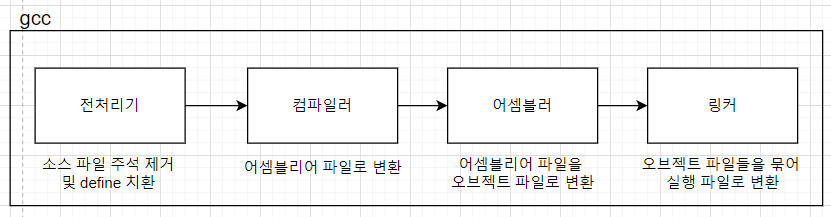 gcc
전처리기
컴파일러
어셈블러
링커
소스 파일 주석 제거
및 define 치환
어셈블리어 파일로 변환
어셈블리어 파일을
오브젝트 파일로 변환
오브젝트 파일들을 묶어
실행 파일로 변환